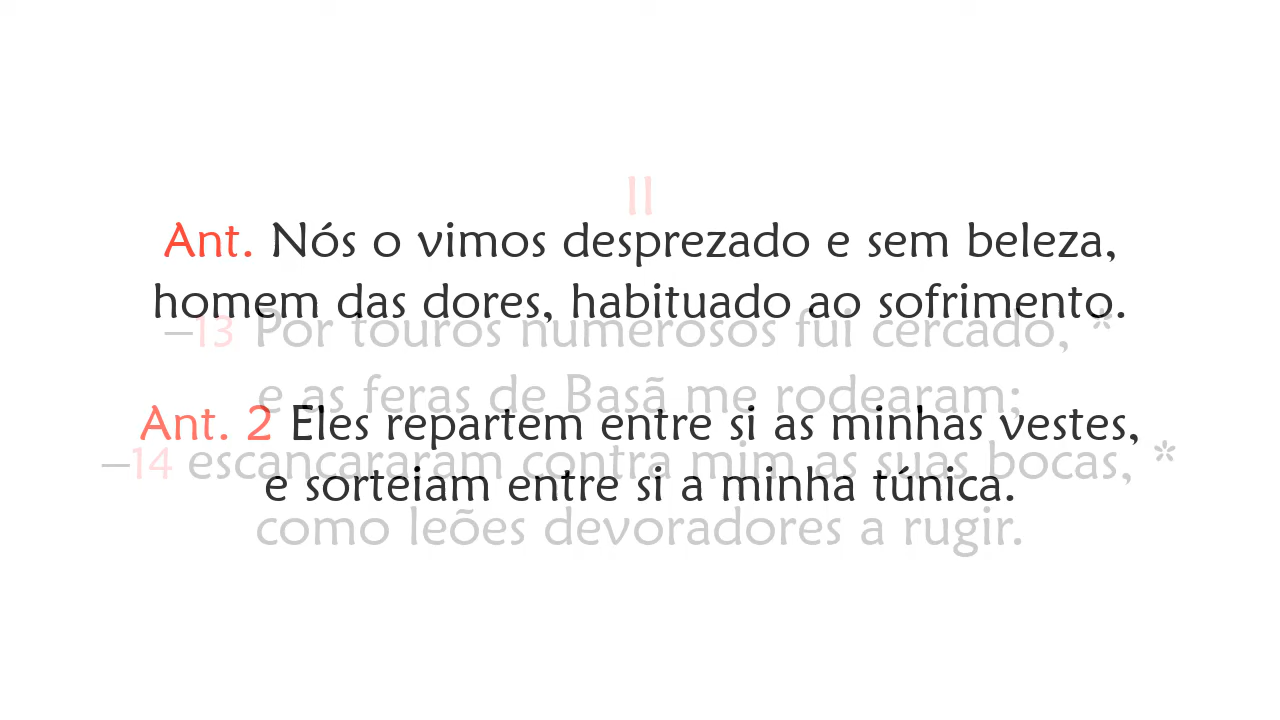 II
Ant. Nós o vimos desprezado e sem beleza,
homem das dores, habituado ao sofrimento.
–13 Por touros numerosos fui cercado, *
e as feras de Basã me rodearam;
Ant. 2 Eles repartem entre si as minhas vestes,
–14 escancararam contra mim as suas bocas, *
e sorteiam entre si a minha túnica.
como leões devoradores a rugir.